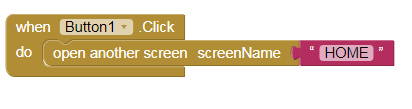 when Button1 .Click
do open another screen screenName “ HOME ”